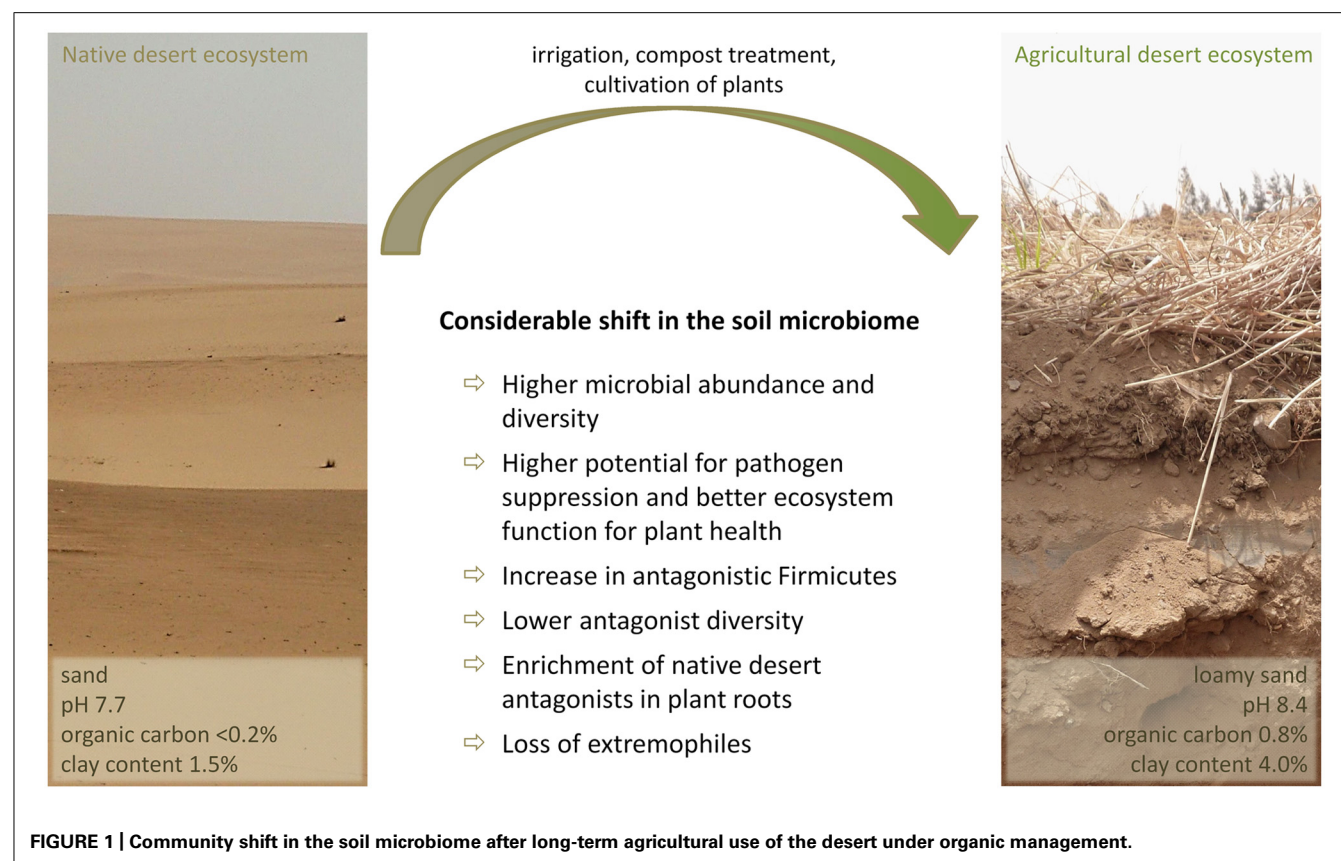 Native desert ecosystem
irrigation, compost treatment,
cultivation of plants
Agricultural desert ecosystem
Considerable shift in the soil microbiome
⇨ Higher microbial abundance and
diversity
⇨ Higher potential for pathogen
suppression and better ecosystem
function for plant health
⇨ Increase in antagonistic Firmicutes
⇨ Lower antagonist diversity
⇨ Enrichment of native desert
antagonists in plant roots
⇨ Loss of extremophiles
sand
pH 7.7
organic carbon <0.2%
clay content 1.5%
loamy sand
pH 8.4
organic carbon 0.8%
clay content 4.0%
FIGURE 1 | Community shift in the soil microbiome after long-term agricultural use of the desert under organic management.